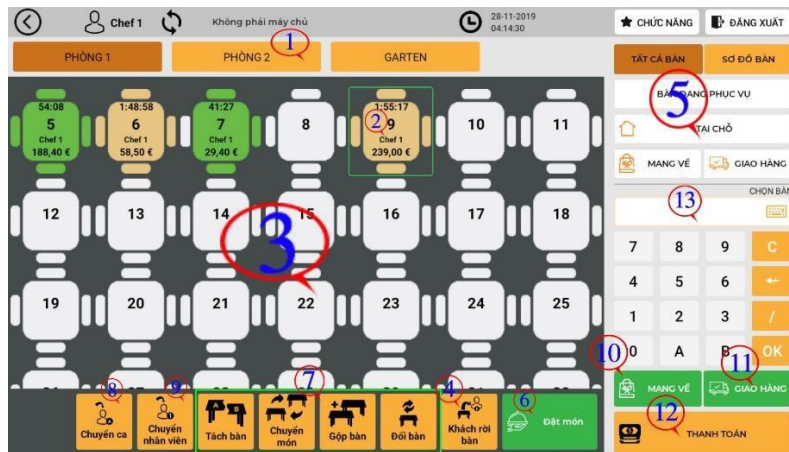 Chef 1
Không phải máy chủ
28-11-2019
04:14:30
CHỨC NĂNG
ĐĂNG XUẤT
PHÒNG 1
PHÒNG 2
1
GARTEN
TẤT CẢ BÀN
SƠ ĐỒ BÀN
54:08
5
Chef 1
188,40 €
1:48:58
6
Chef 1
58,50 €
41:27
7
Chef 1
29,40 €
8
1:55:17
2
9
Chef 1
239,00 €
10
11
BÀN ĐANG PHỤC VỤ
5
TẠI CHỖ
MANG VỀ
GIAO HÀNG
CHỌN BÀN
13
12
13
14
15
16
17
18
3
7 8 9 C
4 5 6
1 2 3 /
0 A B OK
19
20
21
22
23
24
25
10
11
MANG VỀ
GIAO HÀNG
8
Chuyển ca
9
Chuyển
nhân viên
7
Tách bàn
Chuyển
món
Gộp bàn
Đổi bàn
4
Khách rời
bàn
6
Đặt món
12
THANH TOÁN